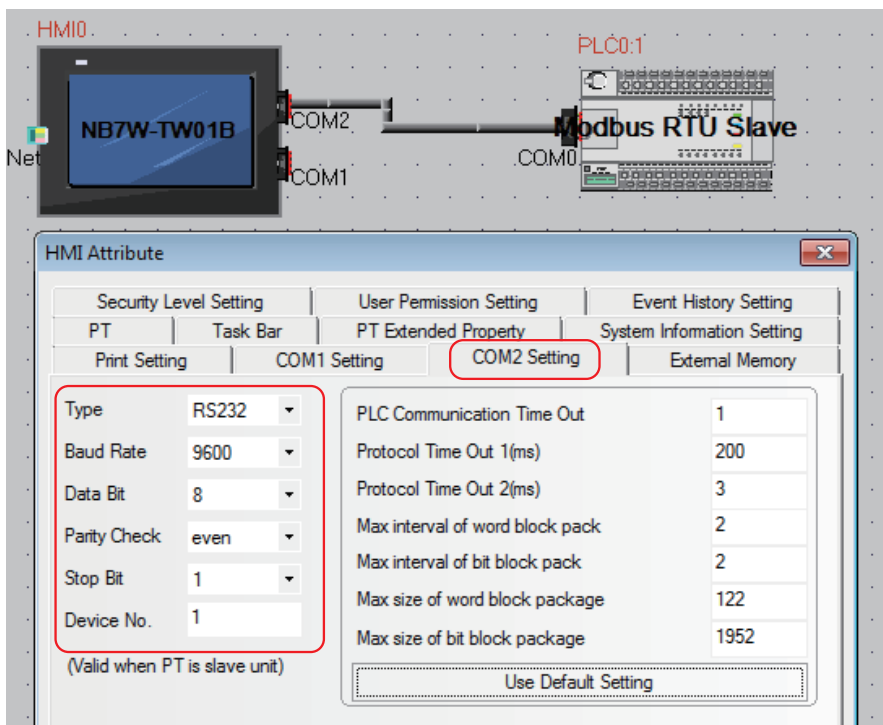 HMI0
PLC0:1
NB7W-TW01B
COM2
Modbus RTU Slave
Net
COM0
COM1
HMI Attribute
Security Level Setting
User Permission Setting
Event History Setting
PT
Task Bar
PT Extended Property
System Information Setting
Print Setting
COM1 Setting
COM2 Setting
External Memory
Type RS232
Baud Rate 9600
Data Bit 8
Parity Check even
Stop Bit 1
Device No. 1
(Valid when PT is slave unit)
PLC Communication Time Out 1
Protocol Time Out 1(ms) 200
Protocol Time Out 2(ms) 3
Max interval of word block pack 2
Max interval of bit block pack 2
Max size of word block package 122
Max size of bit block package 1952
Use Default Setting